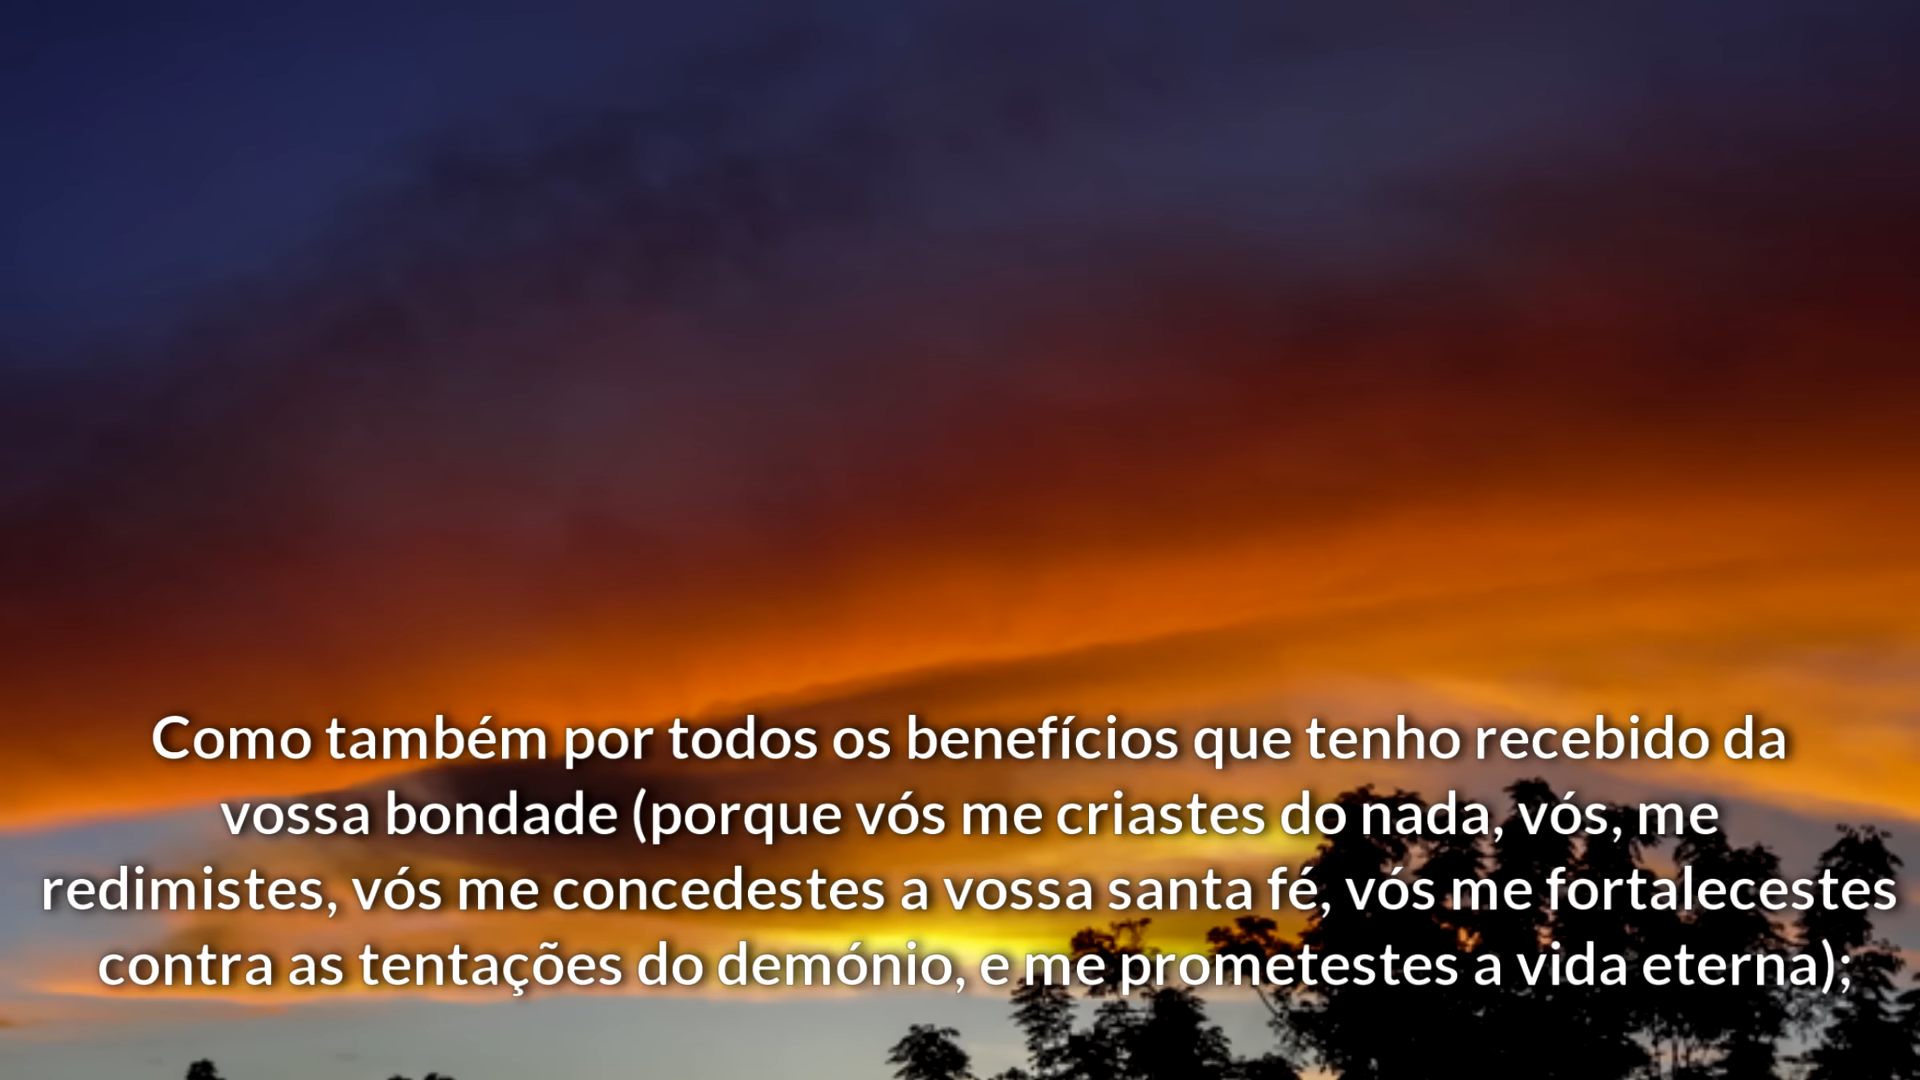 Como também por todos os benefícios que tenho recebido da
vossa bondade (porque vós me criastes do nada, vós, me
redimistes, vós me concedestes a vossa santa fé, vós me fortalecestes
contra as tentações do demónio, e me prometestes a vida eterna);